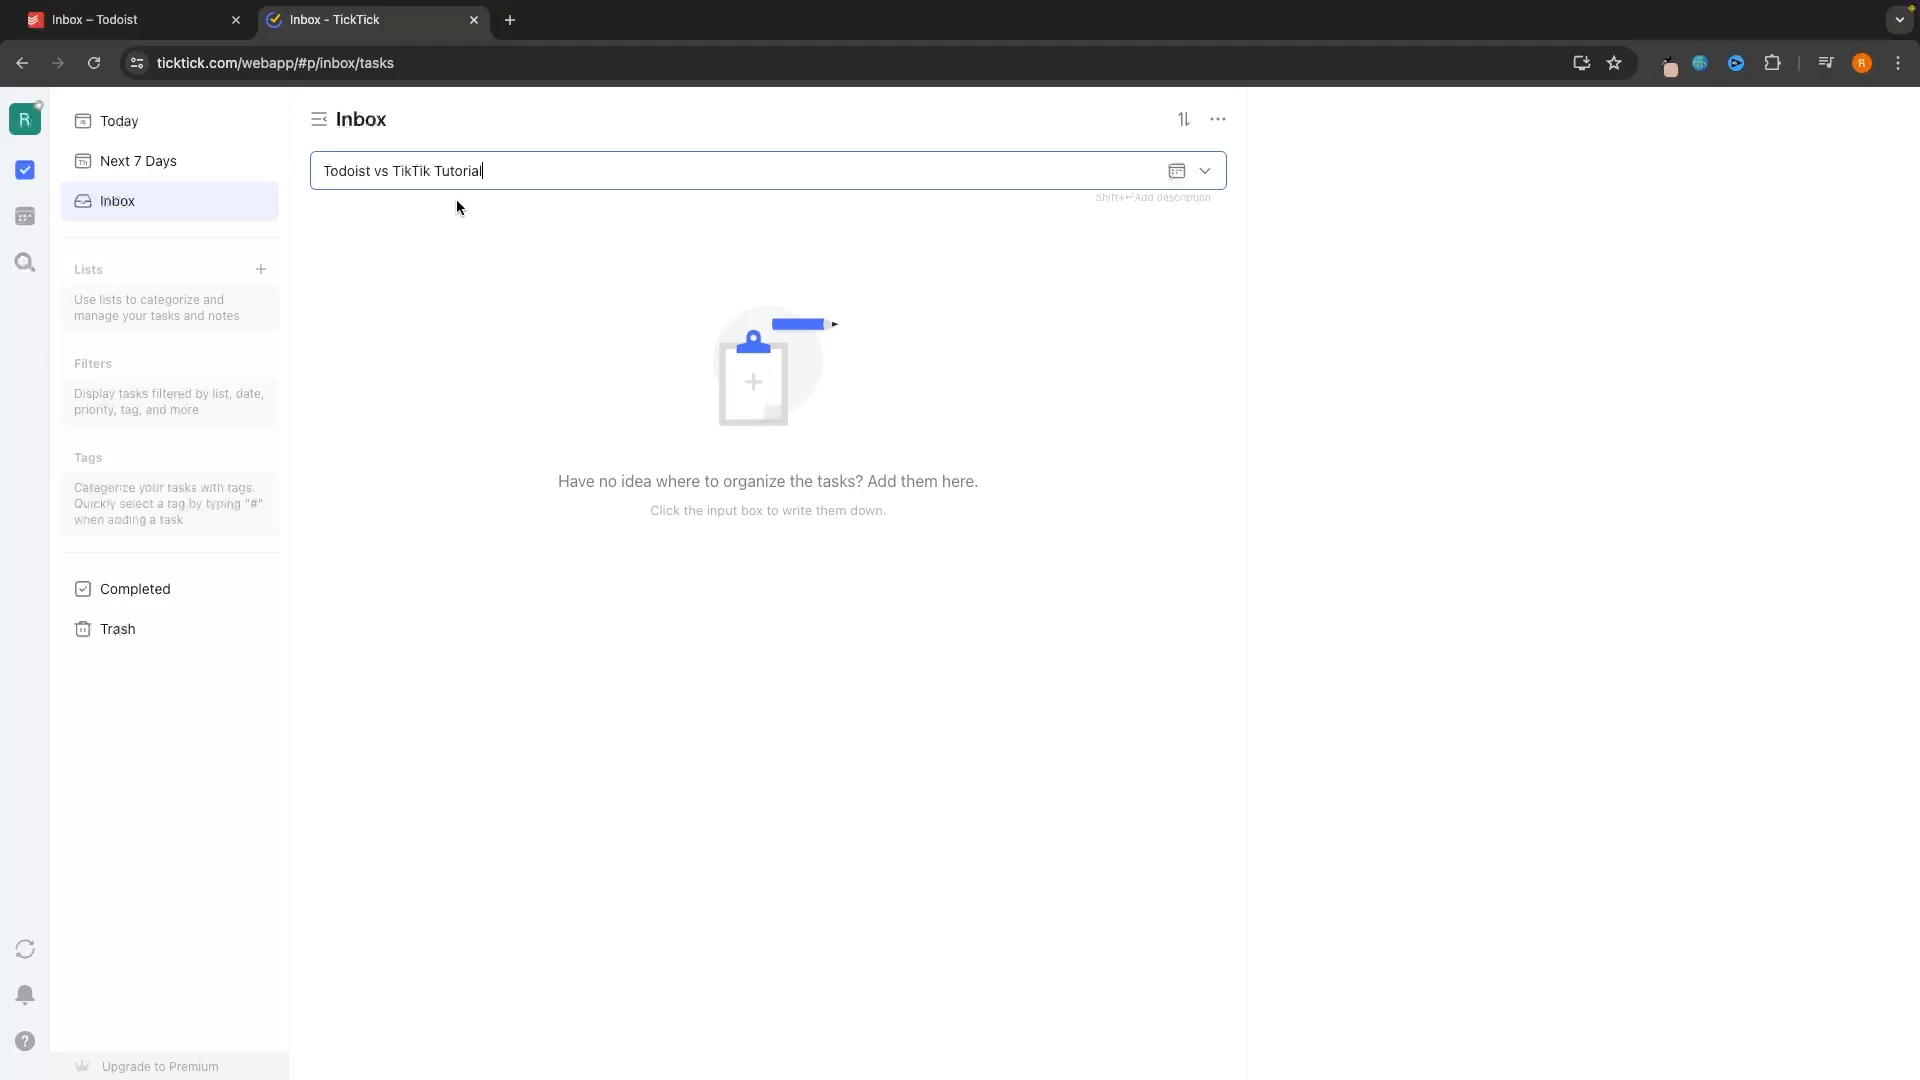 Inbox – Todoist
Inbox - TickTick
ticktick.com/webapp/#p/inbox/tasks
R
R
Today
Next 7 Days
Inbox
Lists
Use lists to categorize and
manage your tasks and notes
Filters
Display tasks filtered by list, date,
priority, tag, and more
Tags
Categorize your tasks with tags.
Quickly select a tag by typing "#"
when adding a task
Completed
Trash
Upgrade to Premium
Inbox
Todoist vs TikTik Tutorial
Shift+↵Add description
Have no idea where to organize the tasks? Add them here.
Click the input box to write them down.